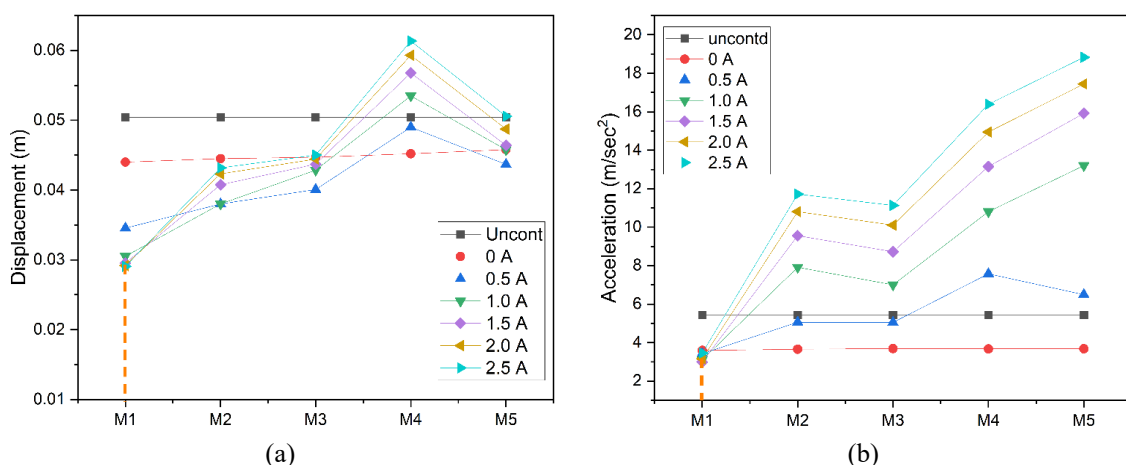 0.06
0.05
0.04
0.03
0.02
0.01
Displacement (m)
Uncont
0 A
0.5 A
1.0 A
1.5 A
2.0 A
2.5 A
M1 M2 M3 M4 M5
(a)
20
18
16
14
12
10
8
6
4
2
Acceleration (m/sec²)
uncontd
0 A
0.5 A
1.0 A
1.5 A
2.0 A
2.5 A
M1 M2 M3 M4 M5
(b)